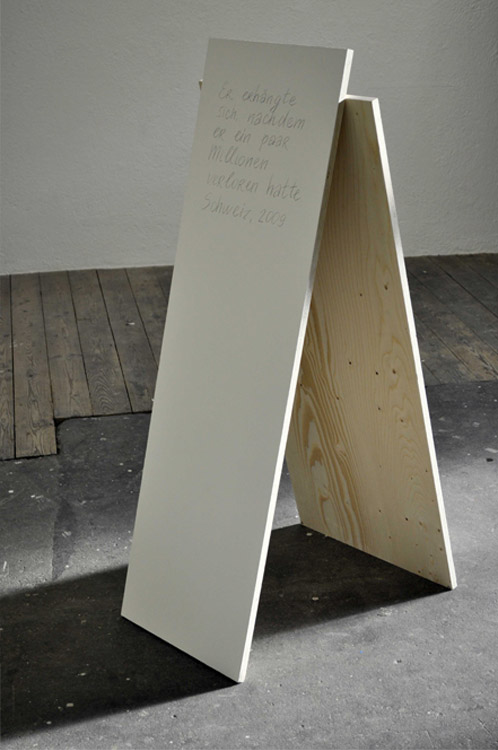 Er erhängte
sich nachdem
er ein paar
Millionen
verloren hatte
Schweiz, 2009